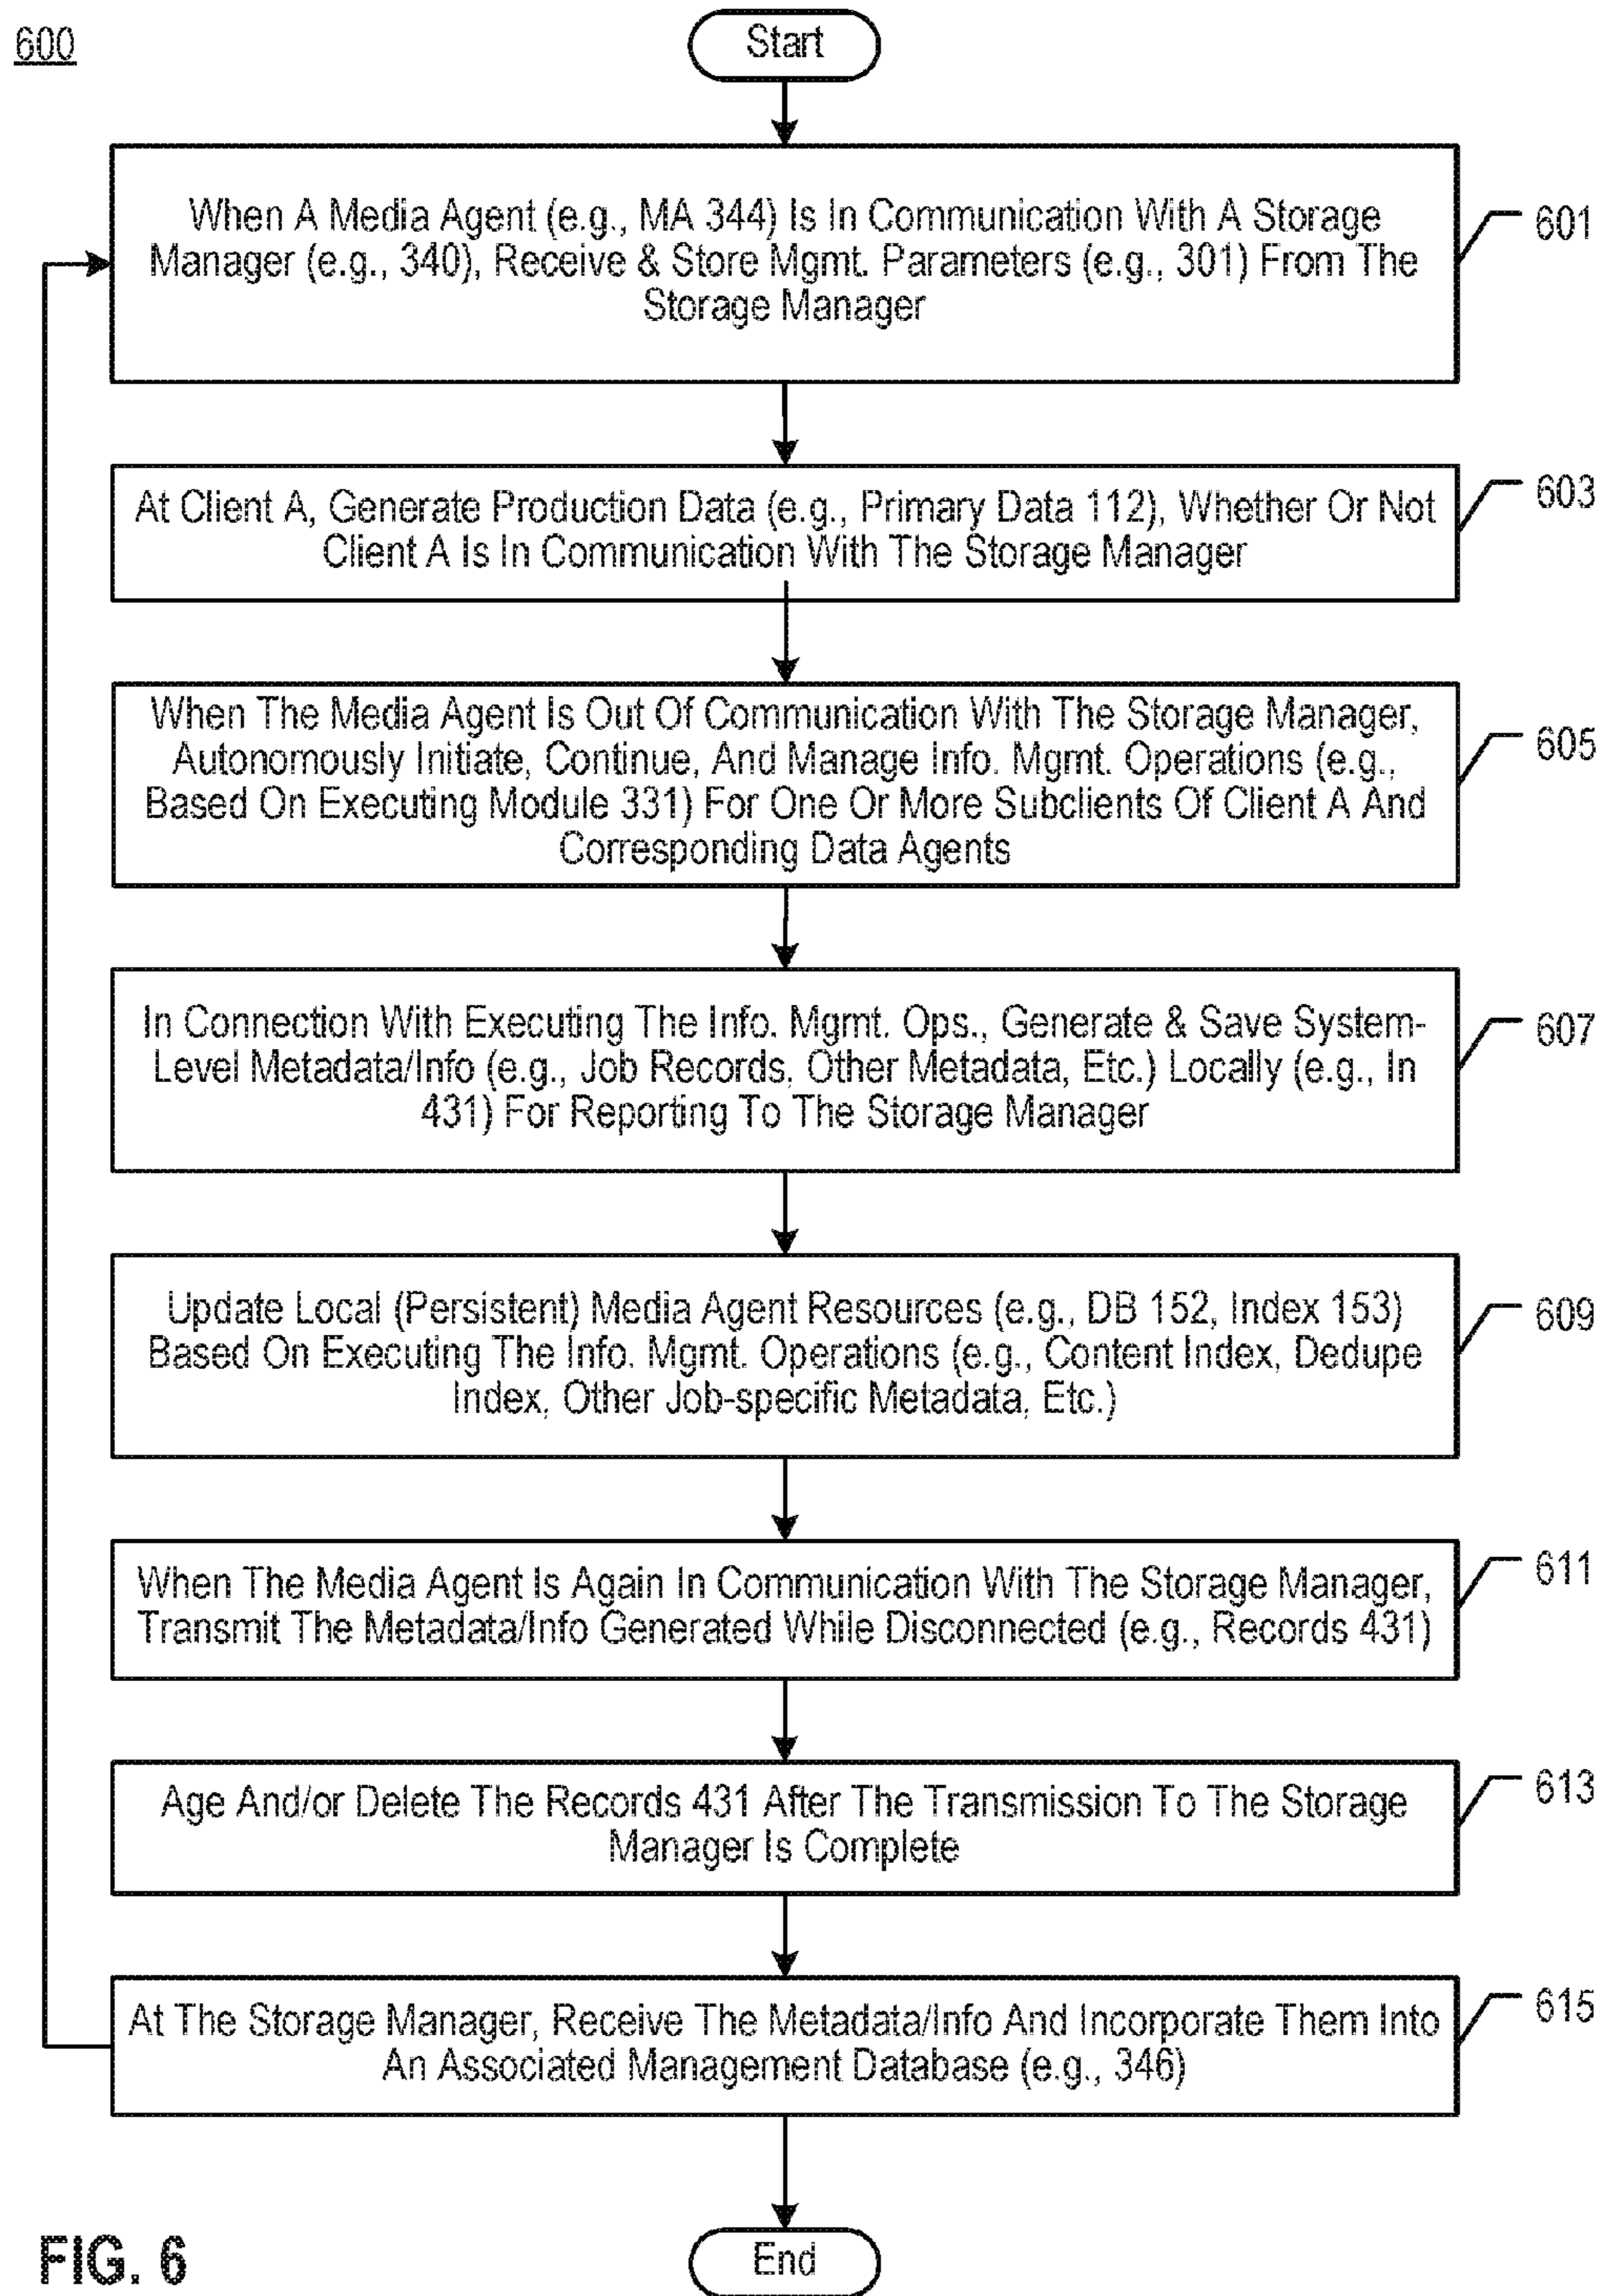 600
Start
When A Media Agent (e.g., MA 344) Is In Communication With A Storage
Manager (e.g., 340), Receive & Store Mgmt. Parameters (e.g., 301) From The
Storage Manager
601
At Client A, Generate Production Data (e.g., Primary Data 112), Whether Or Not
Client A Is In Communication With The Storage Manager
603
When The Media Agent Is Out Of Communication With The Storage Manager,
Autonomously Initiate, Continue, And Manage Info. Mgmt. Operations (e.g.,
Based On Executing Module 331) For One Or More Subclients Of Client A And
Corresponding Data Agents
605
In Connection With Executing The Info. Mgmt. Ops., Generate & Save System-
Level Metadata/Info (e.g., Job Records, Other Metadata, Etc.) Locally (e.g., In
431) For Reporting To The Storage Manager
607
Update Local (Persistent) Media Agent Resources (e.g., DB 152, Index 153)
Based On Executing The Info. Mgmt. Operations (e.g., Content Index, Dedupe
Index, Other Job-specific Metadata, Etc.)
609
When The Media Agent Is Again In Communication With The Storage Manager,
Transmit The Metadata/Info Generated While Disconnected (e.g., Records 431)
611
Age And/or Delete The Records 431 After The Transmission To The Storage
Manager Is Complete
613
At The Storage Manager, Receive The Metadata/Info And Incorporate Them Into
An Associated Management Database (e.g., 346)
615
End
FIG. 6